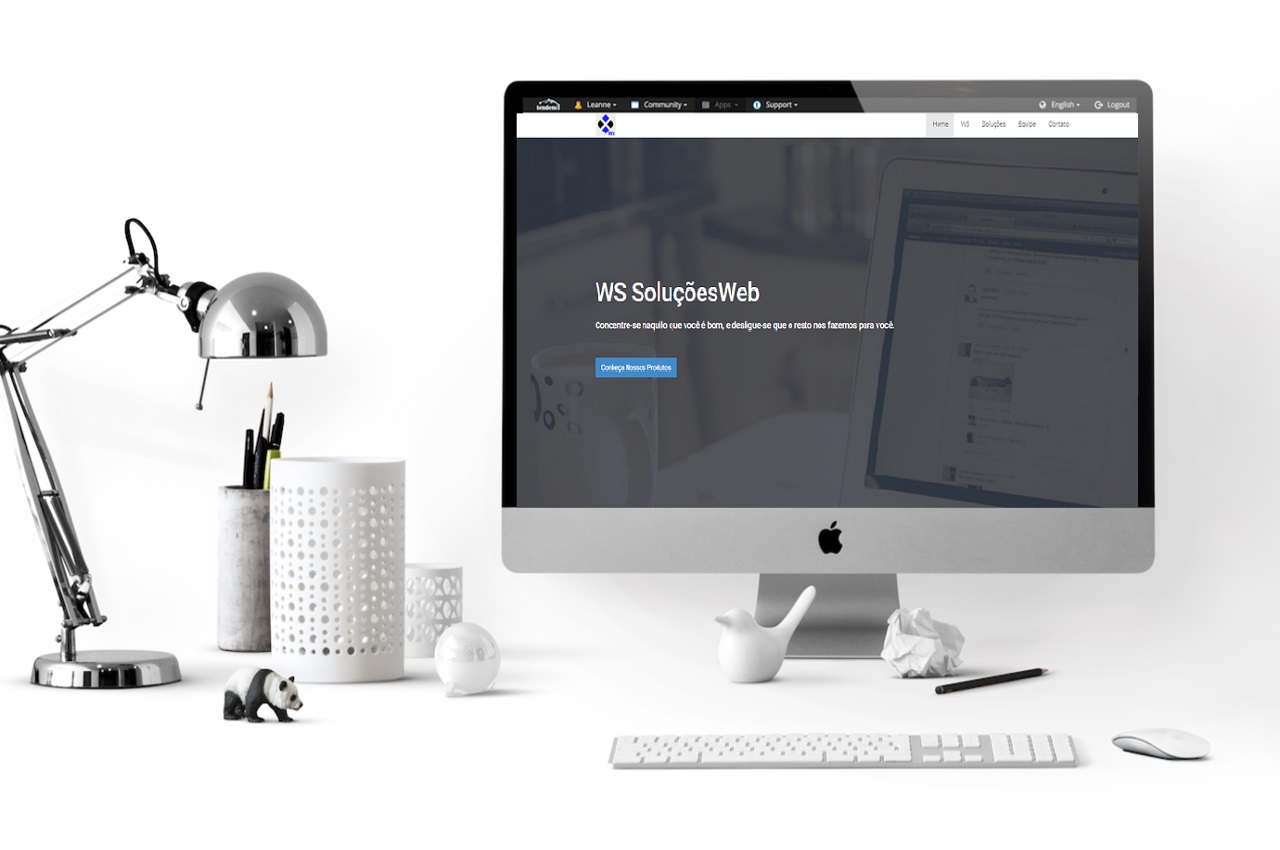 tandem
Leanne
Community
Apps
Support
English
Logout
ws
Home
WS
Soluções
Equipe
Contato
WS SoluçõesWeb
Concentre-se naquilo que você é bom, e desligue-se que o resto nos fazemos para você.
Conheça Nossos Produtos